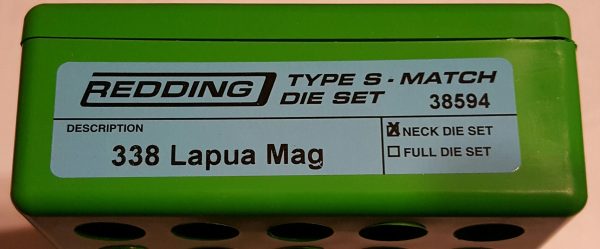 REDDING TYPE S - MATCH
DIE SET 38594
DESCRIPTION
338 Lapua Mag
☒ NECK DIE SET
☐ FULL DIE SET